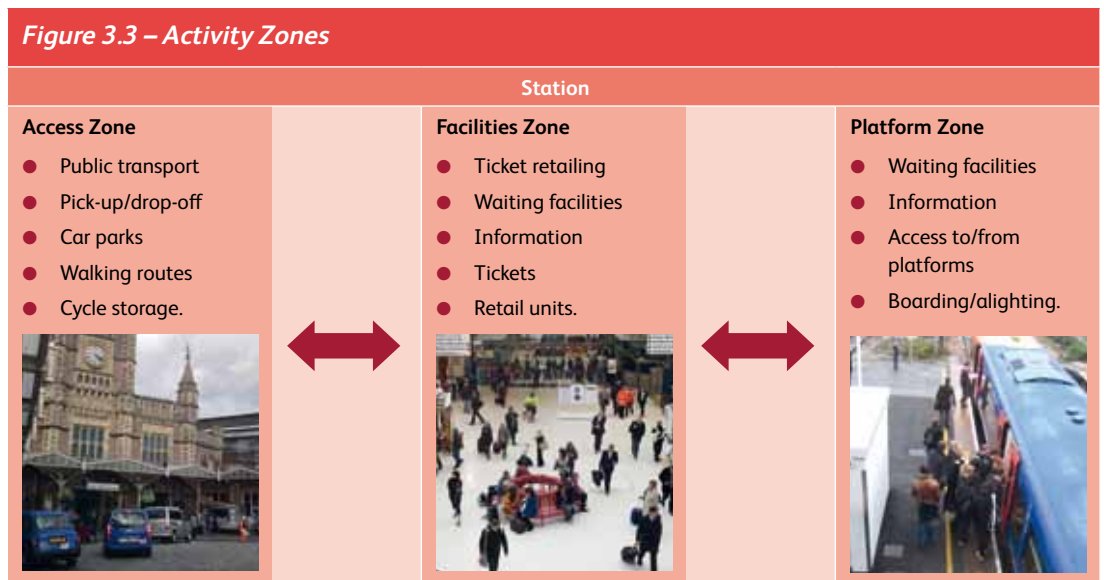 Figure 3.3 – Activity Zones
Station
Access Zone
● Public transport
● Pick-up/drop-off
● Car parks
● Walking routes
● Cycle storage.
Facilities Zone
● Ticket retailing
● Waiting facilities
● Information
● Tickets
● Retail units.
Platform Zone
● Waiting facilities
● Information
● Access to/from
platforms
● Boarding/alighting.